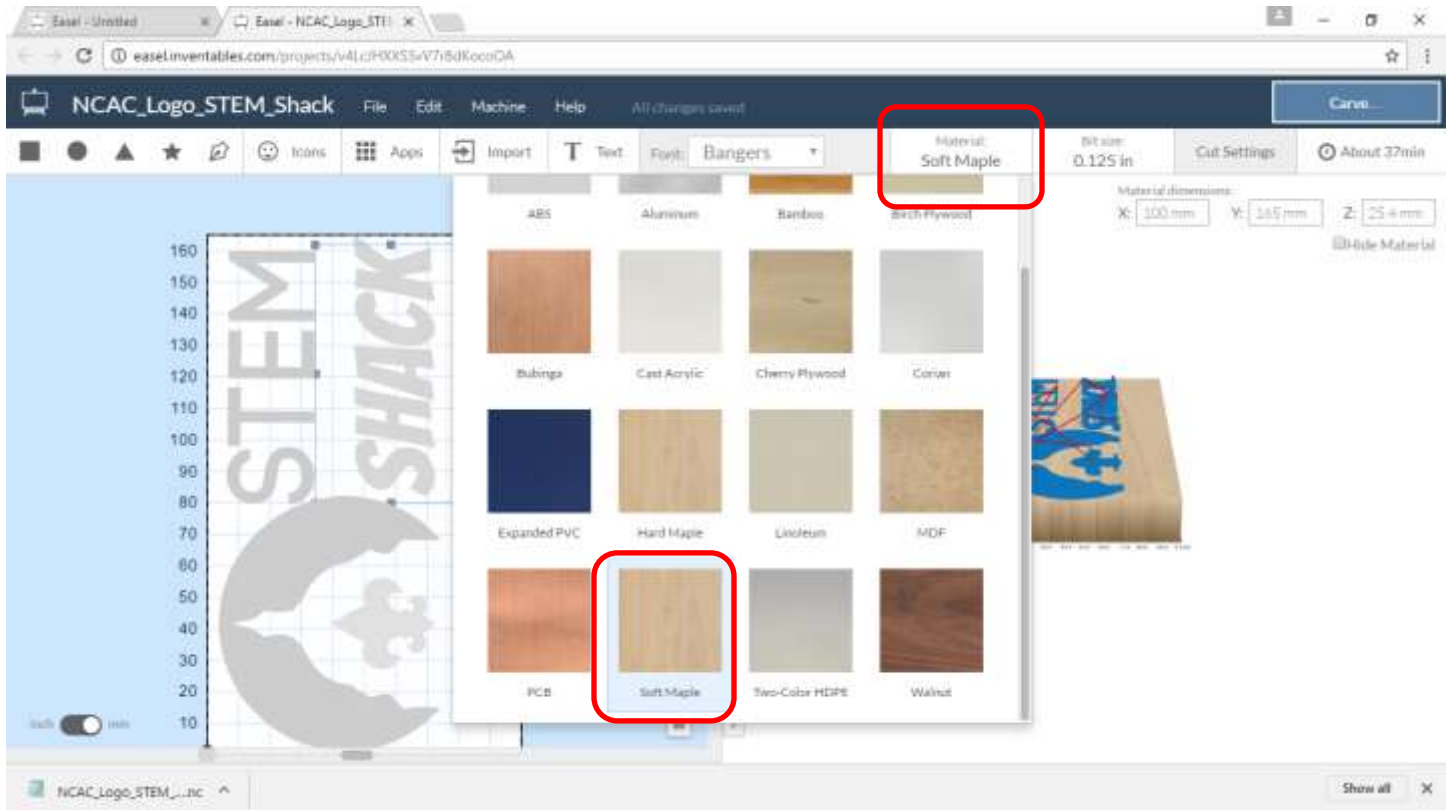 Easel - Untitled
Easel - NCAC_Logo_STE
easel.inventables.com/projects/
NCAC_Logo_STEM_Shack File Edit Machine Help All changes saved Carve...
Icons Apps Import T Text Font: Bangers Material: Soft Maple Bit size: 0.125 in Cut Settings About 37min
Material dimensions:
X: 100 mm Y: 165 mm Z: 25.4 mm
Hide Material
ABS Aluminum Bamboo Birch Plywood
Bubinga Cast Acrylic Cherry Plywood Corian
Expanded PVC Hard Maple Linoleum MDF
PCB Soft Maple Two-Color HDPE Walnut
160
150
140
130
120
110
100
90
80
70
60
50
40
30
20
10
STEM
SHACK
STEM
SHACK
inch mm
NCAC_Logo_STEM_...nc
Show all